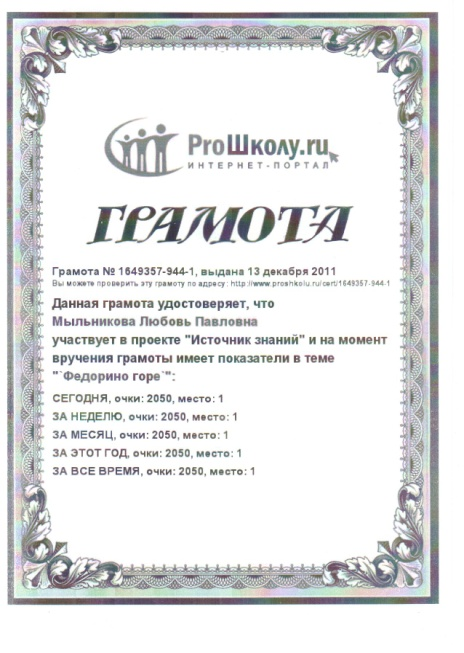 ProШколу.ru
ИНТЕРНЕТ-ПОРТАЛ
ГРАМОТА
Грамота № 1649357-944-1, выдана 13 декабря 2011
Вы можете проверить эту грамоту по адресу: http://www.proshkolu.ru/cert/1649357-944-1
Данная грамота удостоверяет, что
Мыльникова Любовь Павловна
участвует в проекте "Источник знаний" и на момент
вручения грамоты имеет показатели в теме
"`Федорино горе`":
СЕГОДНЯ, очки: 2050, место: 1
ЗА НЕДЕЛЮ, очки: 2050, место: 1
ЗА МЕСЯЦ, очки: 2050, место: 1
ЗА ЭТОТ ГОД, очки: 2050, место: 1
ЗА ВСЕ ВРЕМЯ, очки: 2050, место: 1